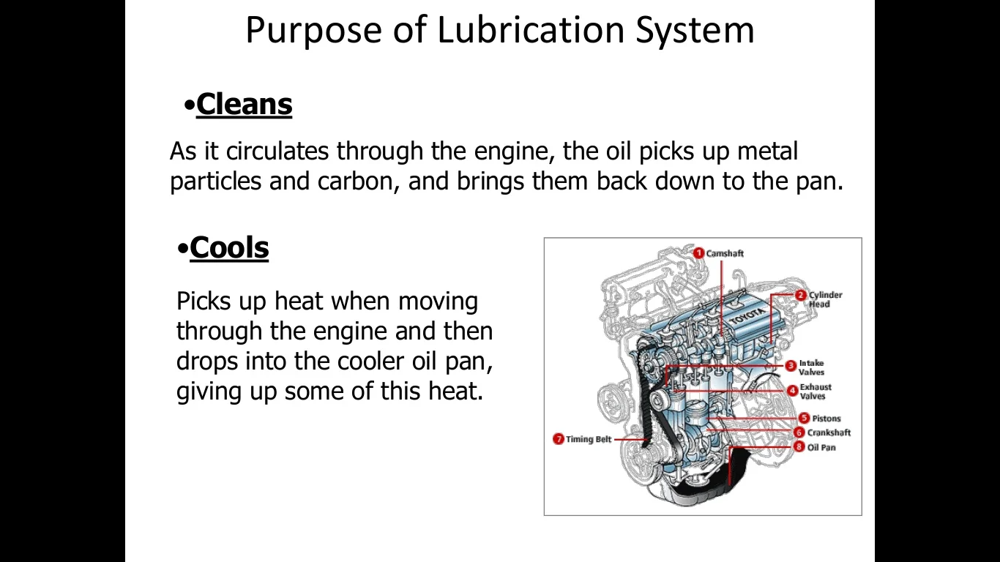 Purpose of Lubrication System
•Cleans
As it circulates through the engine, the oil picks up metal
particles and carbon, and brings them back down to the pan.
•Cools
Picks up heat when moving
through the engine and then
drops into the cooler oil pan,
giving up some of this heat.
1 Camshaft
2 Cylinder
Head
TOYOTA
3 Intake
Valves
4 Exhaust
Valves
5 Pistons
6 Crankshaft
7 Timing Belt
8 Oil Pan